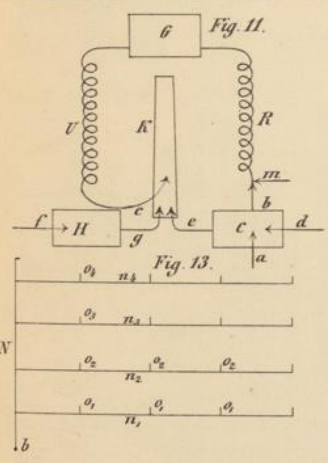 G Fig. 11.
U K R
m
c b
f H g e C d
a
Fig. 13.
o4 n4
o3 n3
N
o2 o2 o2
n2
o1 o1 o1
n1
b